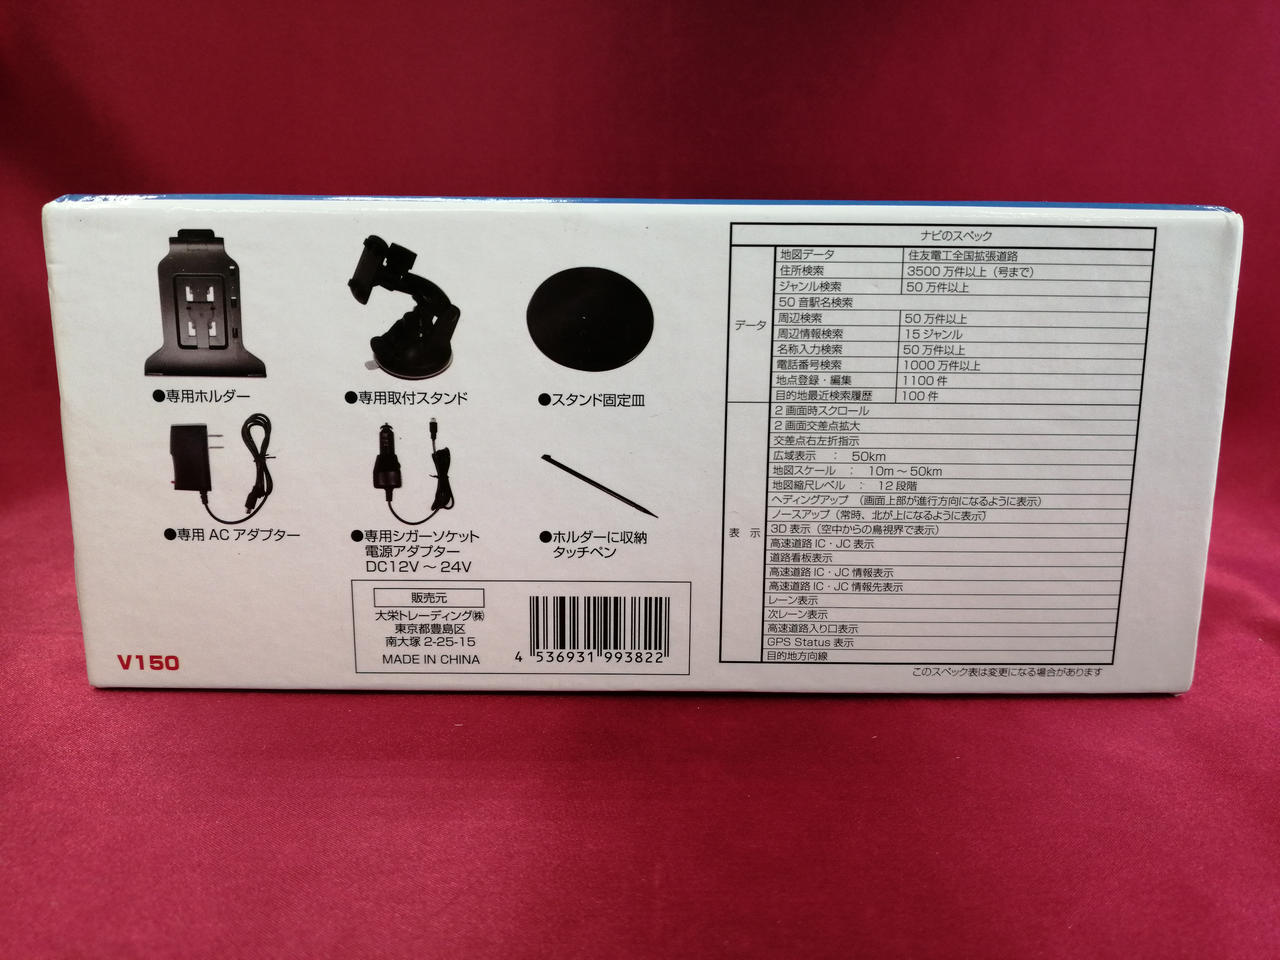 ●専用ホルダー
●専用取付スタンド
●スタンド固定皿
●専用 AC アダプター
●専用シガーソケット
電源アダプター
DC12V ～ 24V
●ホルダーに収納
タッチペン
販売元
大栄トレーディング㈱
東京都豊島区
南大塚 2-25-15
MADE IN CHINA
4 536931 993822
V150
ナビのスペック
データ
地図データ 住友電工全国拡張道路
住所検索 3500 万件以上（号まで）
ジャンル検索 50 万件以上
50 音駅名検索
周辺検索 50 万件以上
周辺情報検索 15 ジャンル
名称入力検索 50 万件以上
電話番号検索 1000 万件以上
地点登録・編集 1100 件
目的地最近検索履歴 100 件
表 示
2 画面時スクロール
2 画面交差点拡大
交差点右左折指示
広域表示 ： 50km
地図スケール ： 10m ～ 50km
地図縮尺レベル ： 12 段階
ヘディングアップ （画面上部が進行方向になるように表示）
ノースアップ（常時、北が上になるように表示）
3D 表示（空中からの鳥視界で表示）
高速道路 IC・JC 表示
道路看板表示
高速道路 IC・JC 情報表示
高速道路 IC・JC 情報先表示
レーン表示
次レーン表示
高速道路入り口表示
GPS Status 表示
目的地方向線
このスペック表は変更になる場合があります